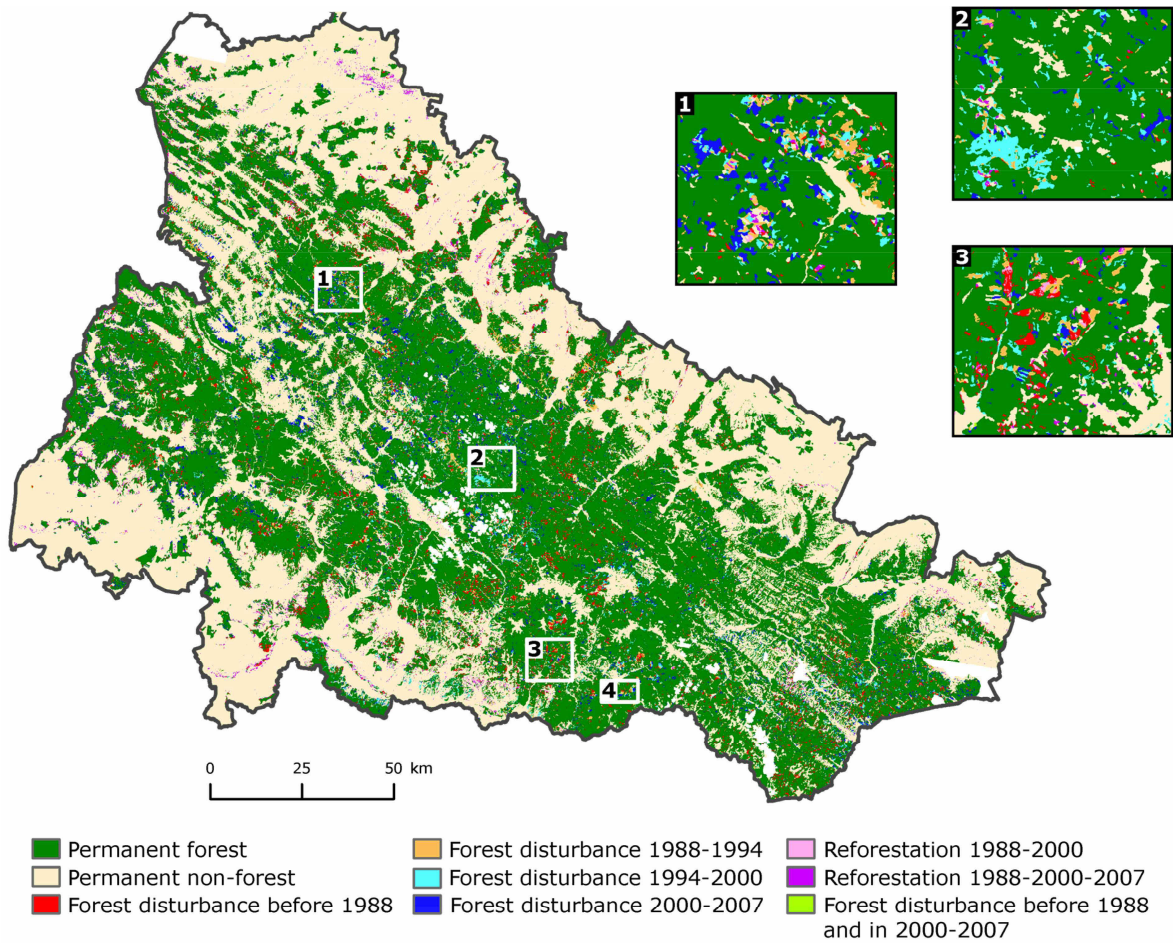 2
1
3
1
2
3
4
0 25 50 km
Permanent forest
Permanent non-forest
Forest disturbance before 1988
Forest disturbance 1988-1994
Forest disturbance 1994-2000
Forest disturbance 2000-2007
Reforestation 1988-2000
Reforestation 1988-2000-2007
Forest disturbance before 1988
and in 2000-2007